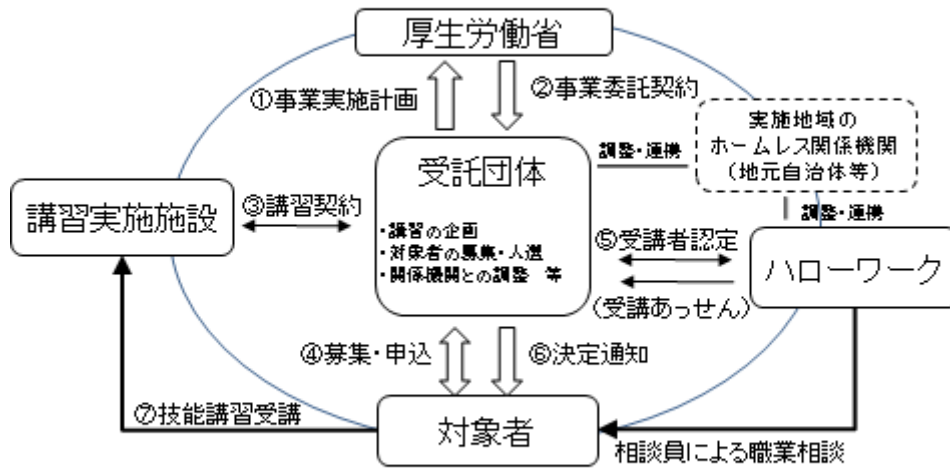 厚生労働省
①事業実施計画
②事業委託契約
実施地域の
ホームレス関係機関
（地元自治体等）
調整・連携
受託団体
・講習の企画
・対象者の募集・人選
・関係機関との調整　等
講習実施施設
③講習契約
調整・連携
⑤受講者認定
ハローワーク
（受講あっせん）
④募集・申込
⑥決定通知
⑦技能講習受講
対象者
相談員による職業相談